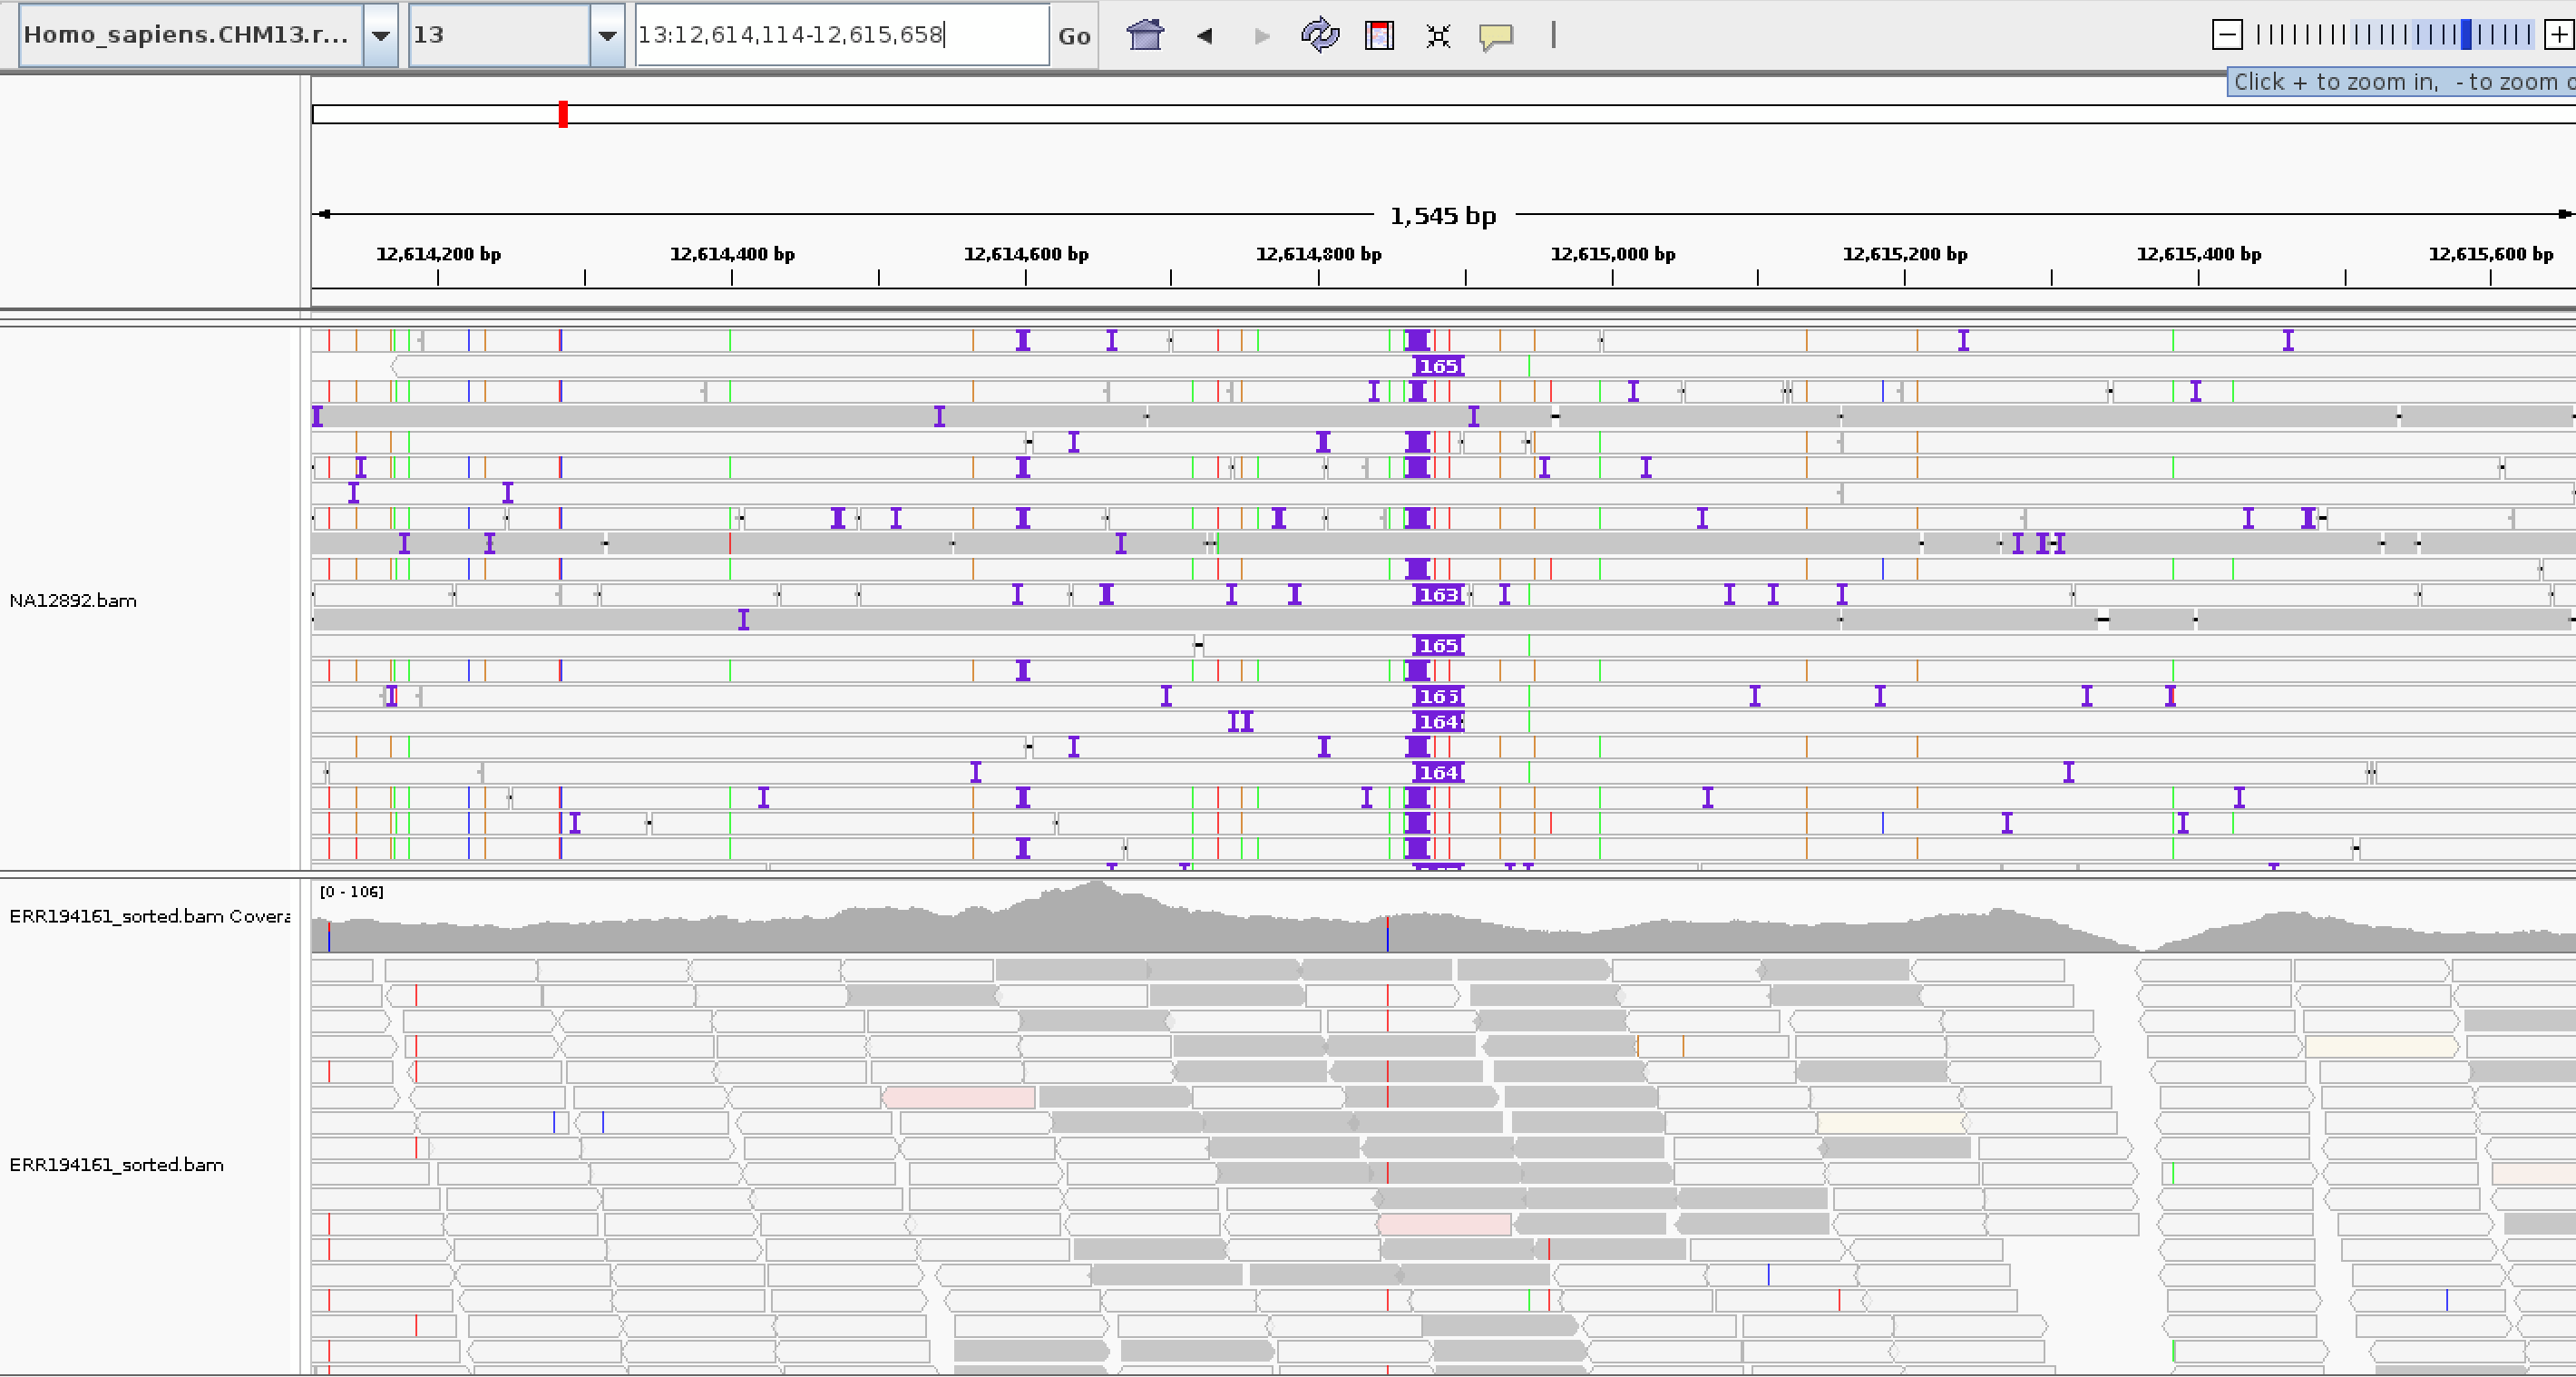 Homo_sapiens.CHM13.r... 13 13:12,614,114-12,615,658 Go
Click + to zoom in, - to zoom
1,545 bp
12,614,200 bp 12,614,400 bp 12,614,600 bp 12,614,800 bp 12,615,000 bp 12,615,200 bp 12,615,400 bp 12,615,600 bp
165
163
NA12892.bam
165
165
164
164
[0 - 106]
ERR194161_sorted.bam Covera
ERR194161_sorted.bam